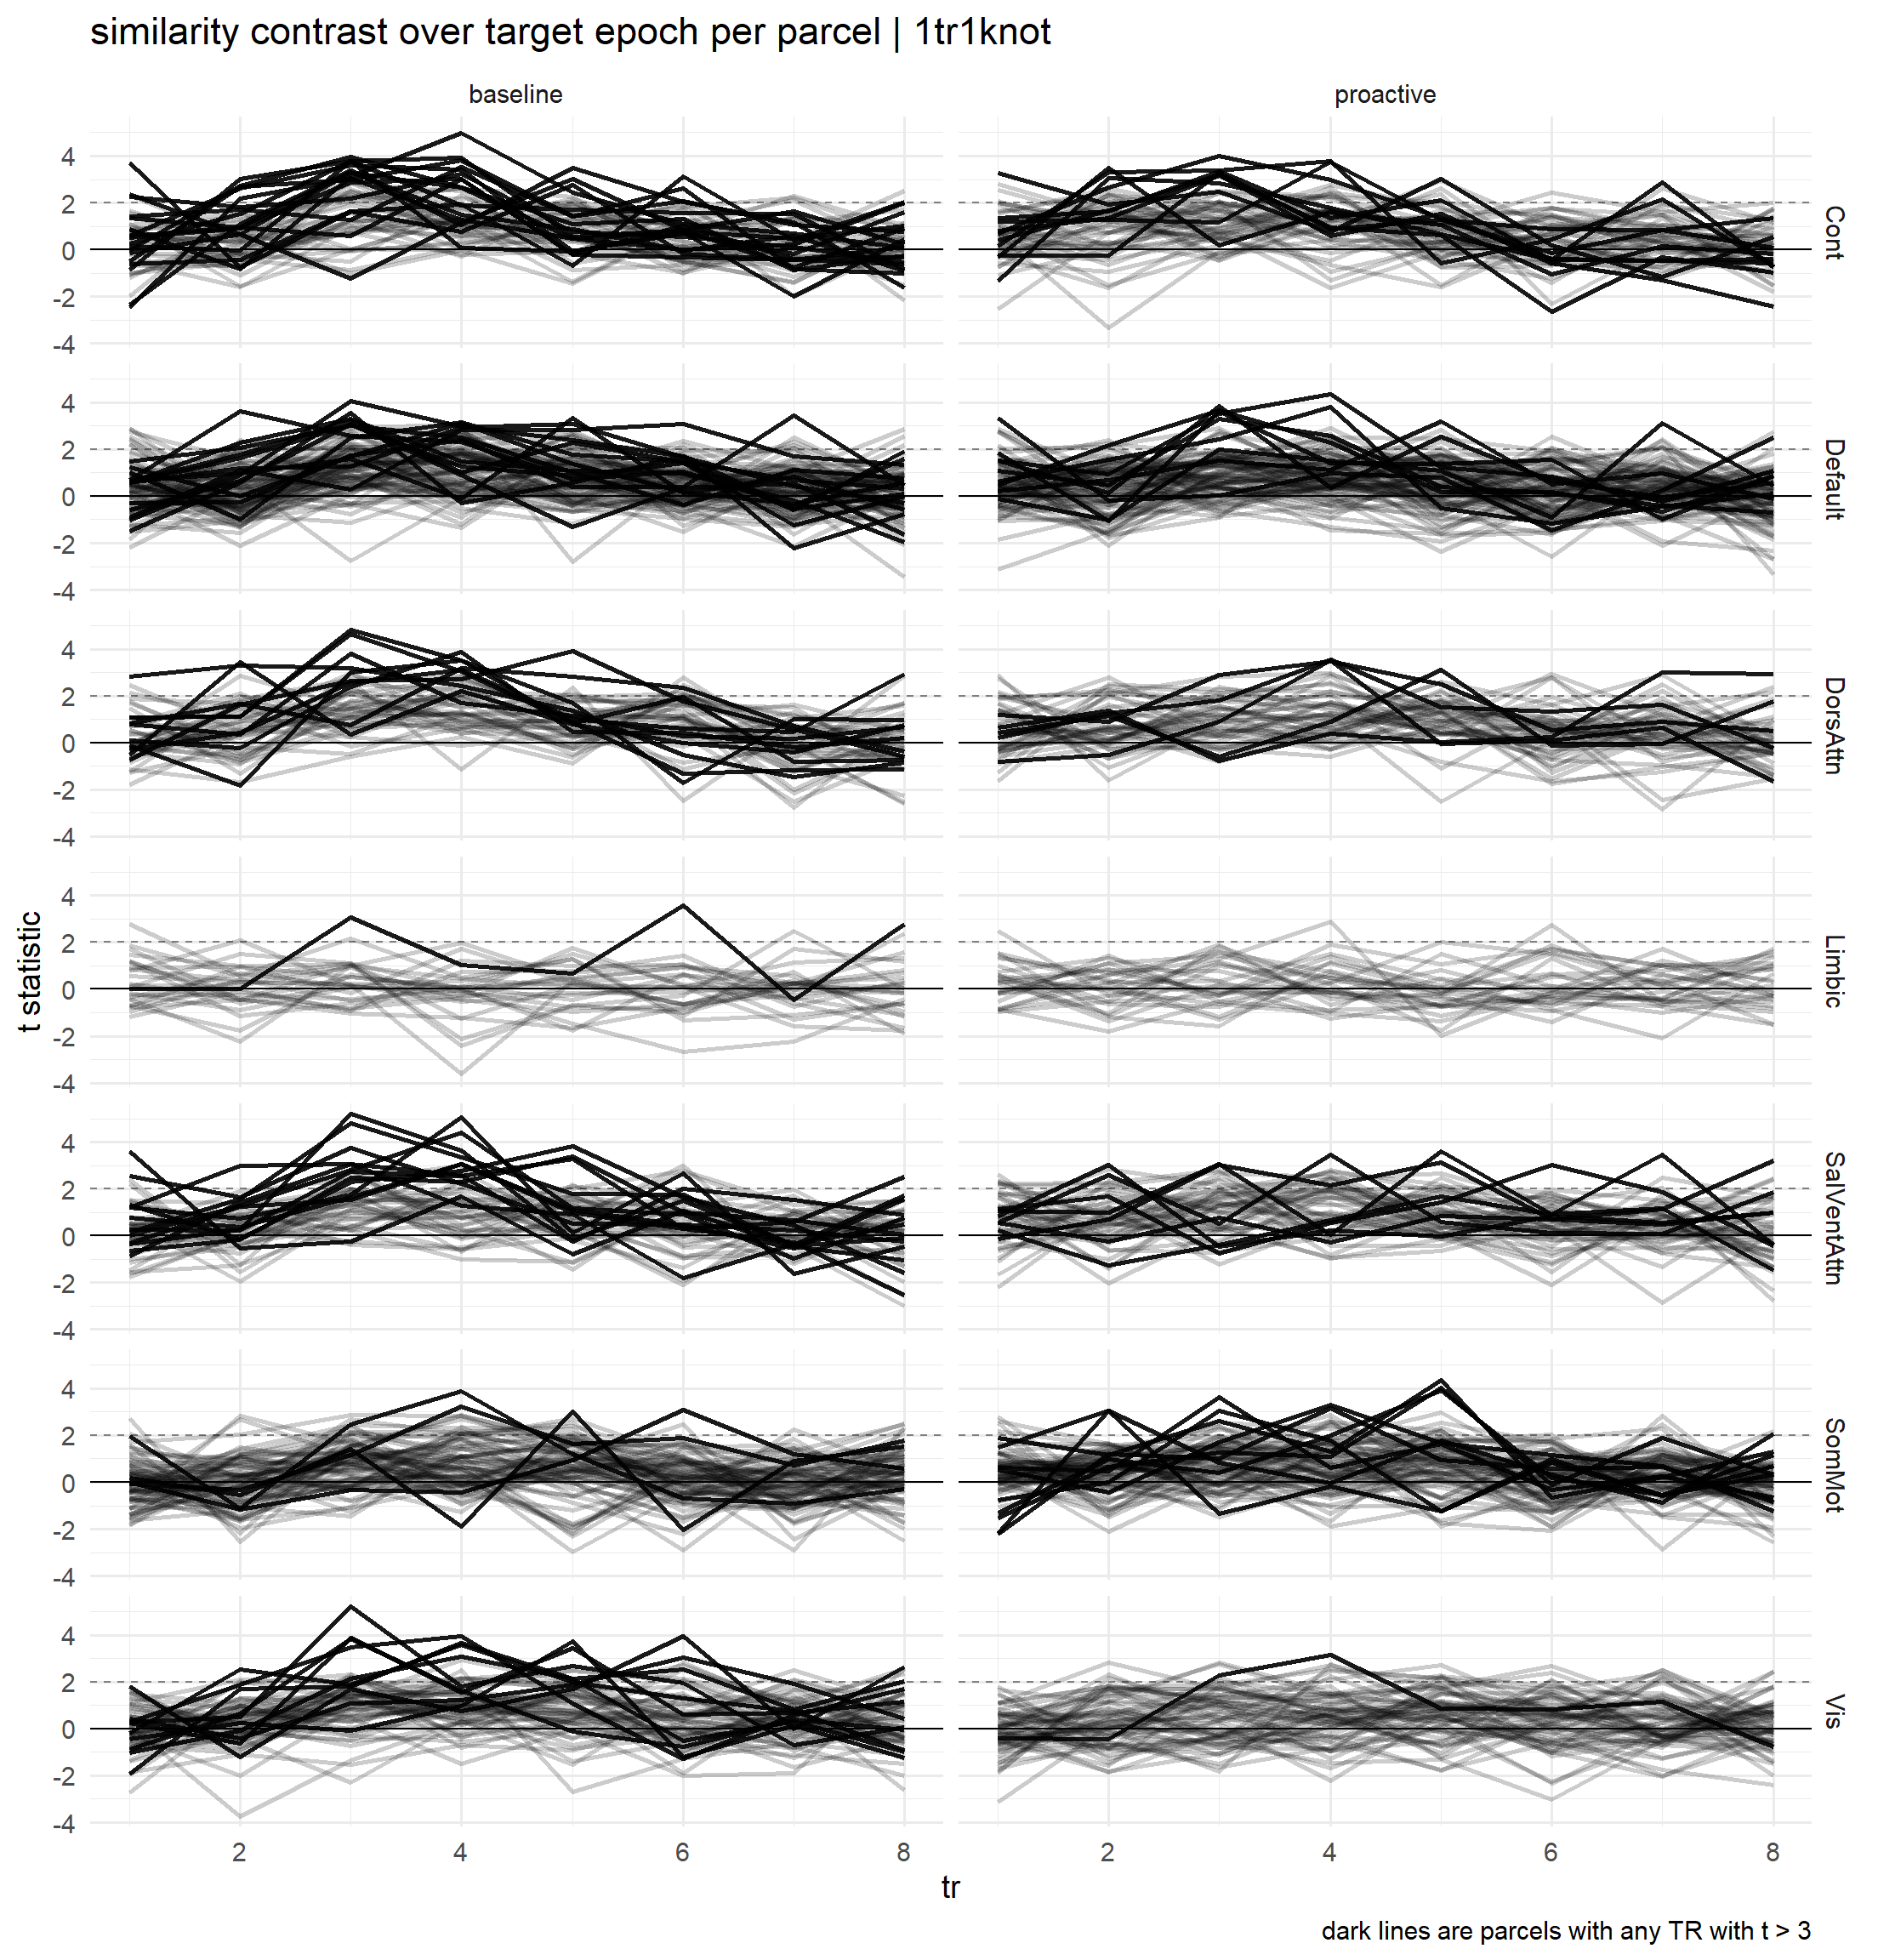 similarity contrast over target epoch per parcel | 1tr1knot
baseline
proactive
4
2
0
-2
-4
Cont
4
2
0
-2
-4
Default
4
2
0
-2
-4
DorsAttn
4
2
0
-2
-4
Limbic
4
2
0
-2
-4
SalVentAttn
4
2
0
-2
-4
SomMot
4
2
0
-2
-4
Vis
t statistic
2 4 6 8
2 4 6 8
tr
dark lines are parcels with any TR with t > 3